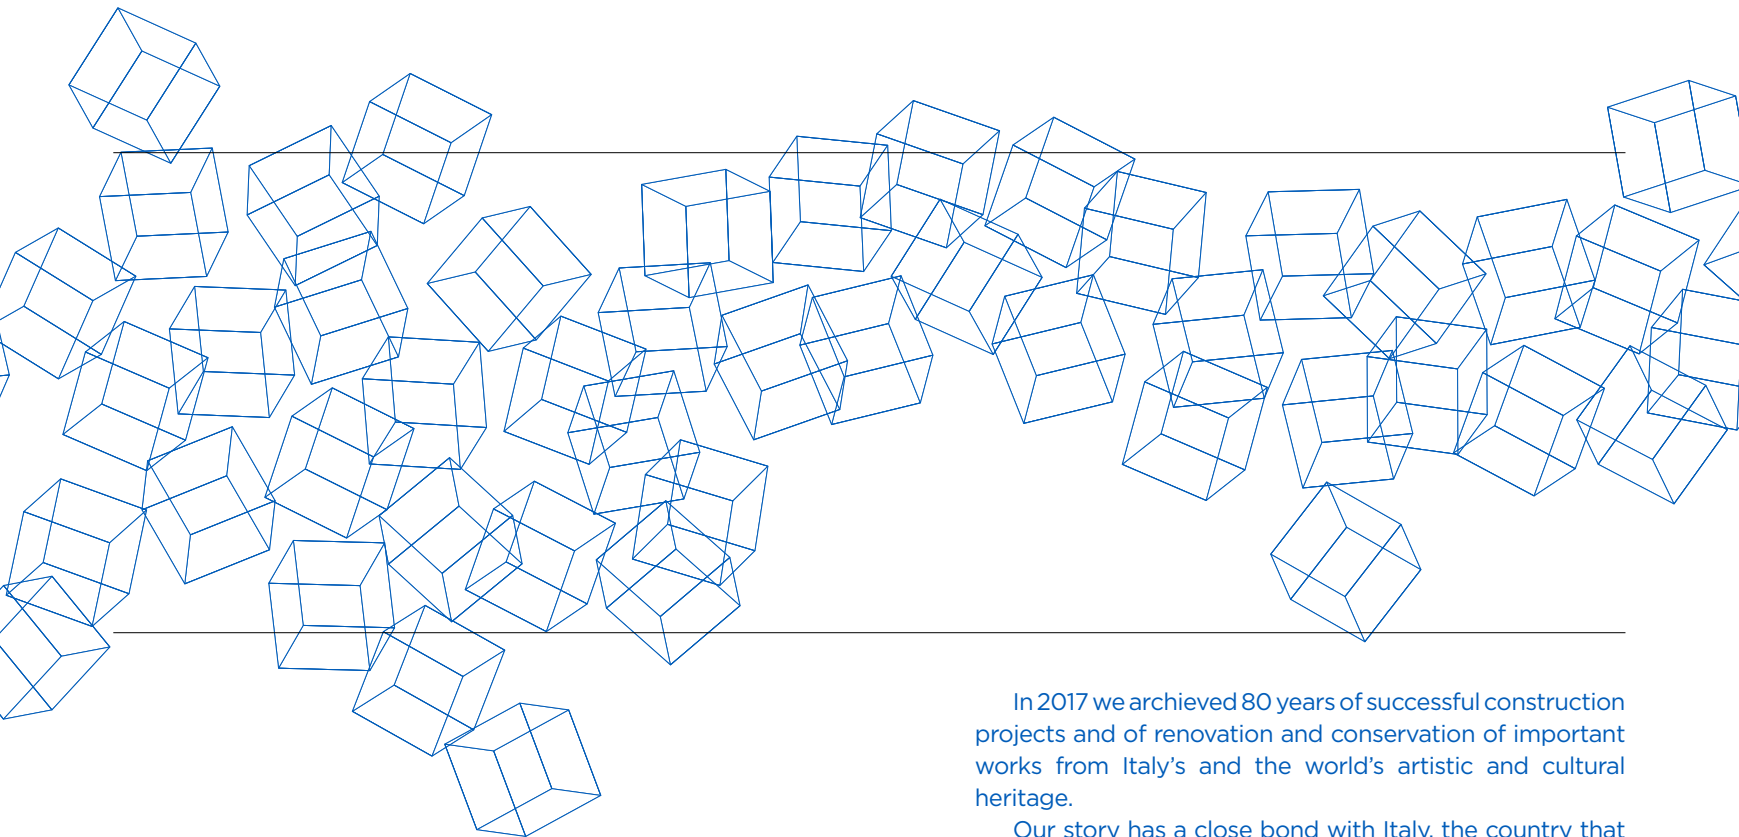 In 2017 we archieved 80 years of successful construction
projects and of renovation and conservation of important
works from Italy's and the world's artistic and cultural
heritage.
Our story has a close bond with Italy, the country that